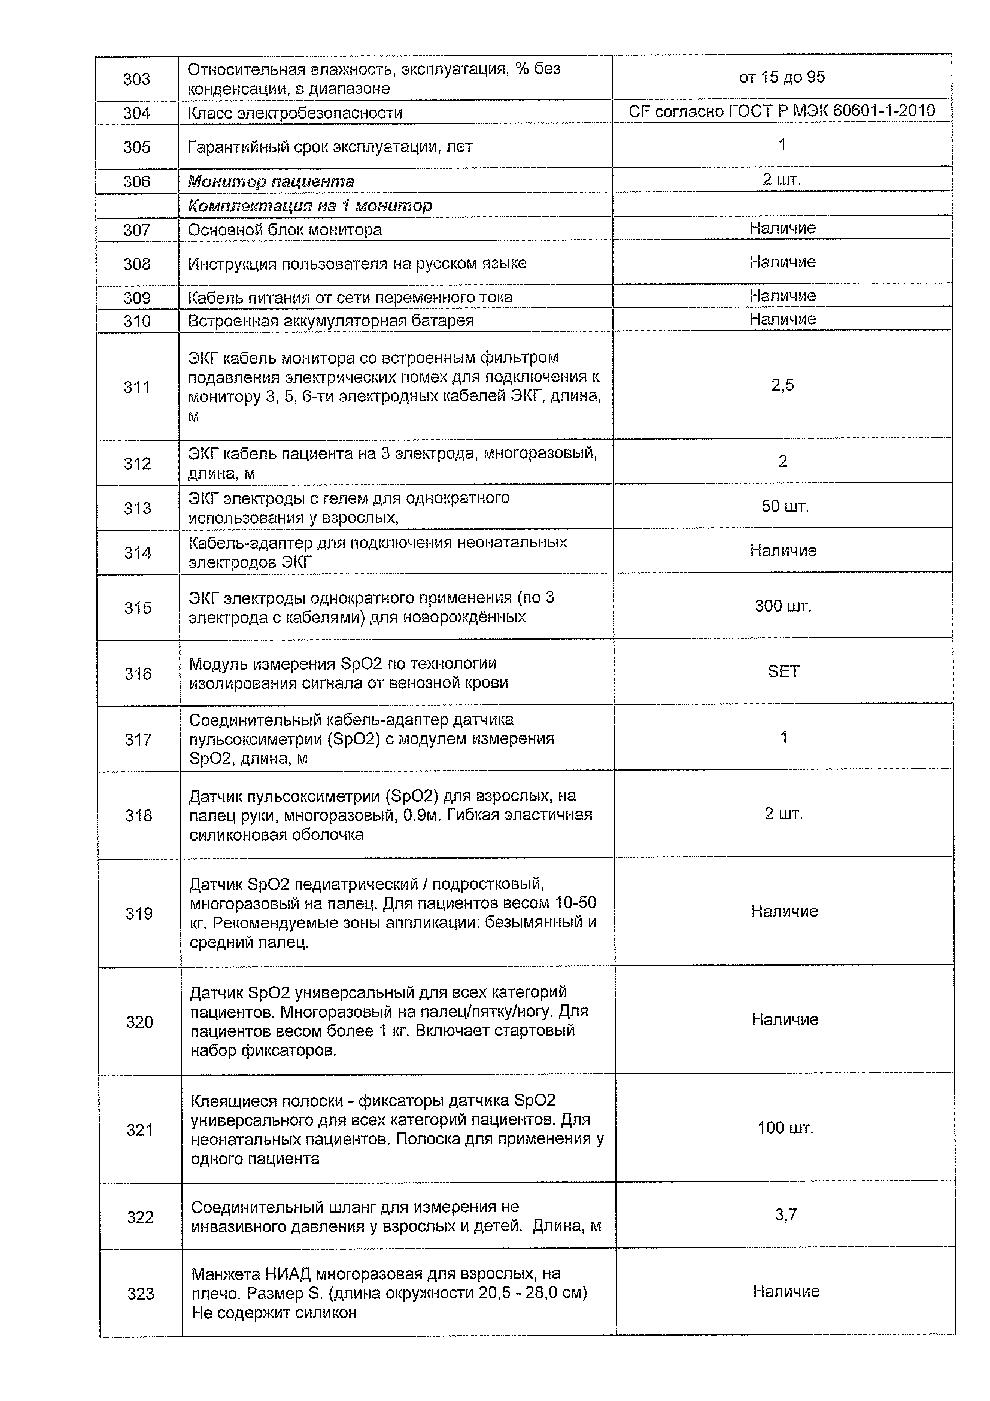 303 Относительная влажность, эксплуатация, % без
конденсации, в диапазоне
от 15 до 95
304 Класс электробезопасности CF согласно ГОСТ Р МЭК 60601-1-2010
305 Гарантийный срок эксплуатации, лет 1
306 Монитор пациента 2 шт.
Комплектация на 1 монитор
307 Основной блок монитора Наличие
308 Инструкция пользователя на русском языке Наличие
309 Кабель питания от сети переменного тока Наличие
310 Встроенная аккумуляторная батарея Наличие
311 ЭКГ кабель монитора со встроенным фильтром
подавления электрических помех для подключения к
монитору 3, 5, 6-ти электродных кабелей ЭКГ, длина,
м
2,5
312 ЭКГ кабель пациента на 3 электрода, многоразовый,
длина, м
2
313 ЭКГ электроды с гелем для однократного
использования у взрослых,
50 шт.
314 Кабель-адаптер для подключения неонатальных
электродов ЭКГ
Наличие
315 ЭКГ электроды однократного применения (по 3
электрода с кабелями) для новорождённых
300 шт.
316 Модуль измерения SpO2 по технологии
изолирования сигнала от венозной крови
SET
317 Соединительный кабель-адаптер датчика
пульсоксиметрии (SpO2) с модулем измерения
SpO2, длина, м
1
318 Датчик пульсоксиметрии (SpO2) для взрослых, на
палец руки, многоразовый, 0.9м. Гибкая эластичная
силиконовая оболочка
2 шт.
319 Датчик SpO2 педиатрический / подростковый,
многоразовый на палец. Для пациентов весом 10-50
кг. Рекомендуемые зоны аппликации: безымянный и
средний палец.
Наличие
320 Датчик SpO2 универсальный для всех категорий
пациентов. Многоразовый на палец/пятку/ногу. Для
пациентов весом более 1 кг. Включает стартовый
набор фиксаторов.
Наличие
321 Клеящиеся полоски - фиксаторы датчика SpO2
универсального для всех категорий пациентов. Для
неонатальных пациентов. Полоска для применения у
одного пациента
100 шт.
322 Соединительный шланг для измерения не
инвазивного давления у взрослых и детей. Длина, м
3,7
323 Манжета НИАД многоразовая для взрослых, на
плечо. Размер S. (длина окружности 20,5 - 28,0 см)
Не содержит силикон
Наличие